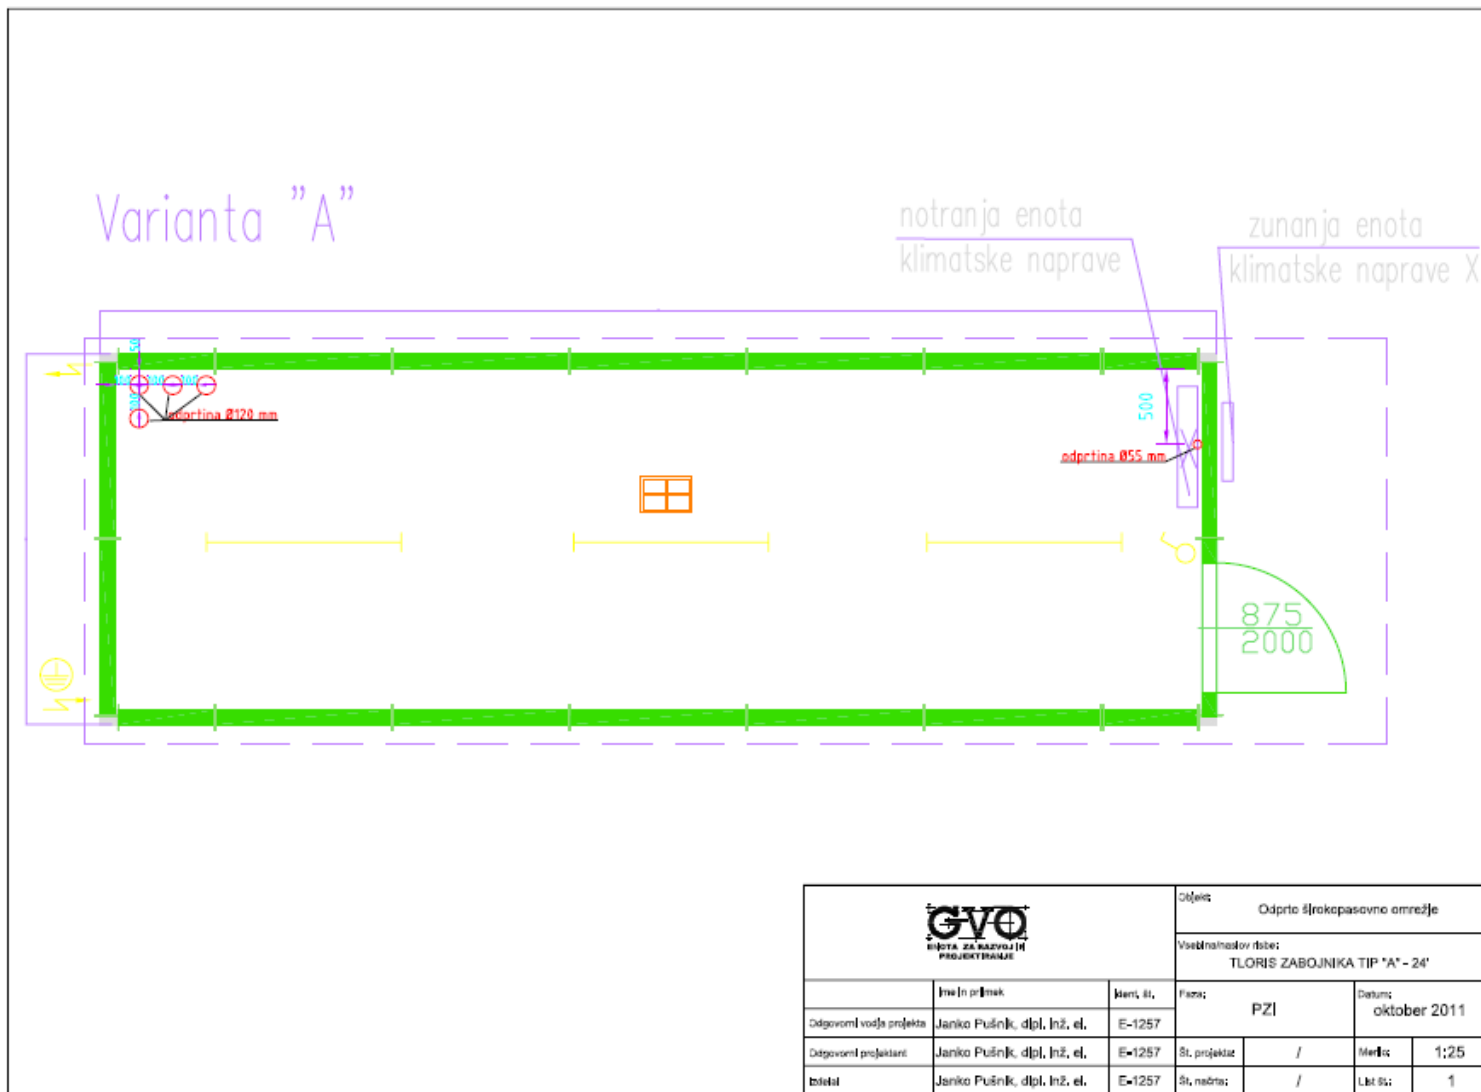 Varianta "A"
notranja enota
klimatske naprave
zunanja enota
klimatske naprave X
odprtina Ø120 mm
500
odprtina Ø55 mm
875
2000
GVO
ENOTA ZA RAZVOJ IN
PROJEKTIRANJE
Objekt:
Odprto širokopasovno omrežje
Vsebina/naslov risbe:
TLORIS ZABOJNIKA TIP "A" - 24'
Ime in priimek
Ident. št.
Faza:
PZI
Datum:
oktober 2011
Odgovorni vodja projekta
Janko Pušnik, dipl. inž. el.
E-1257
Odgovorni projektant
Janko Pušnik, dipl. inž. el.
E-1257
Št. projekta:
/
Merilo:
1:25
Izdelal
Janko Pušnik, dipl. inž. el.
E-1257
Št. načrta:
/
List št.:
1